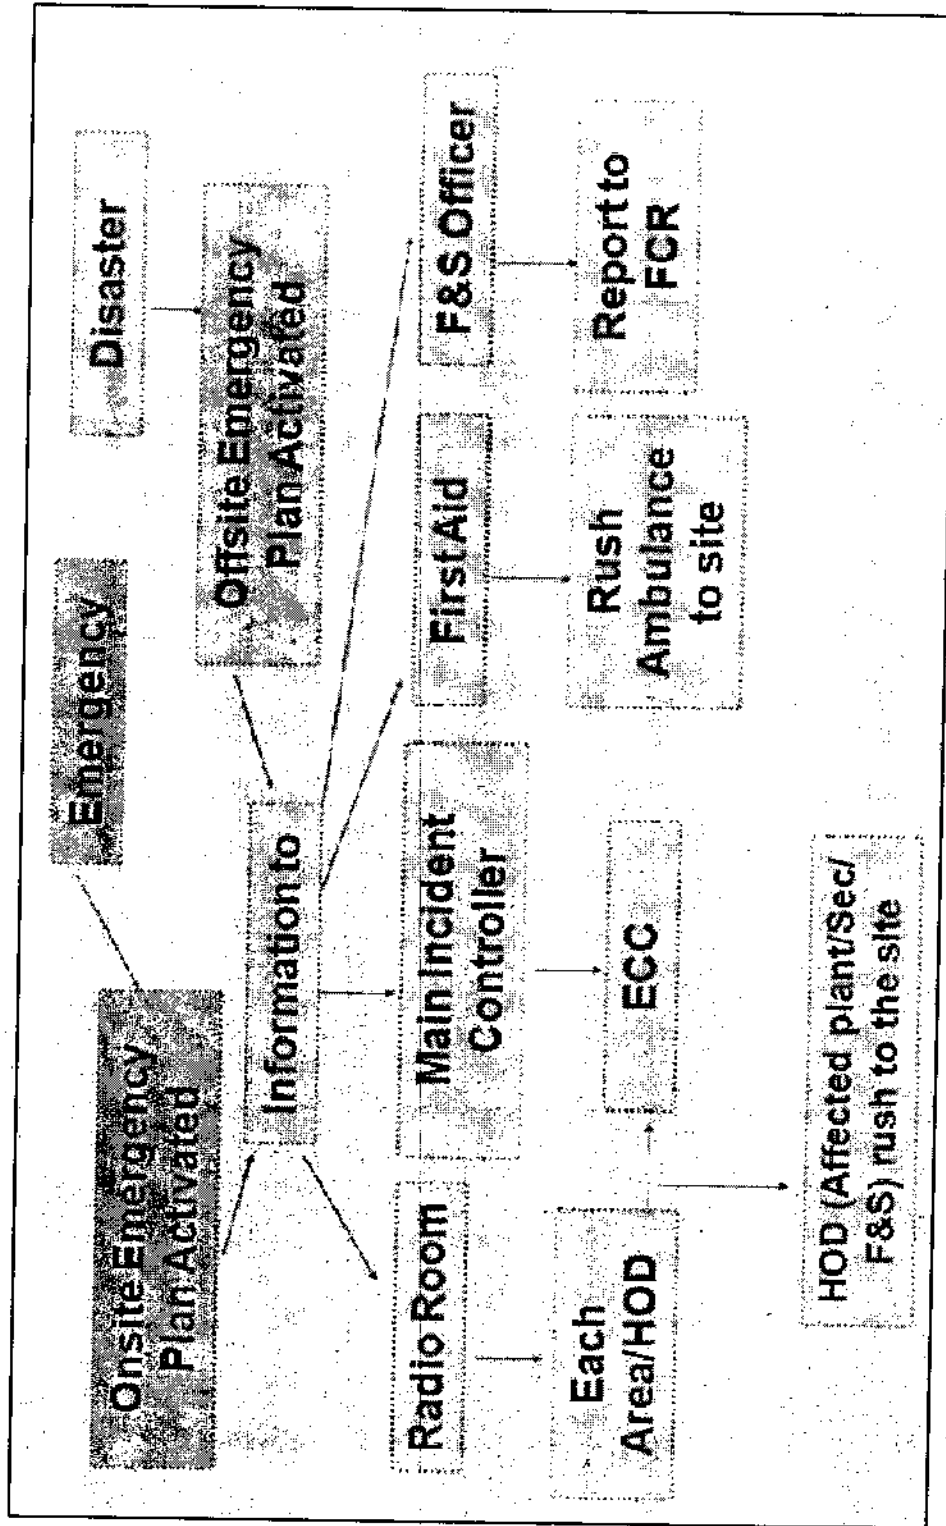 Emergency
Disaster
Onsite Emergency
Plan Activated
Offsite Emergency
Plan Activated
Information to
Radio Room
Main Incident
Controller
First Aid
F&S Officer
Each
Area/HOD
ECC
Rush
Ambulance
to site
Report to
FCR
HOD (Affected plant/Sec/
F&S) rush to the site